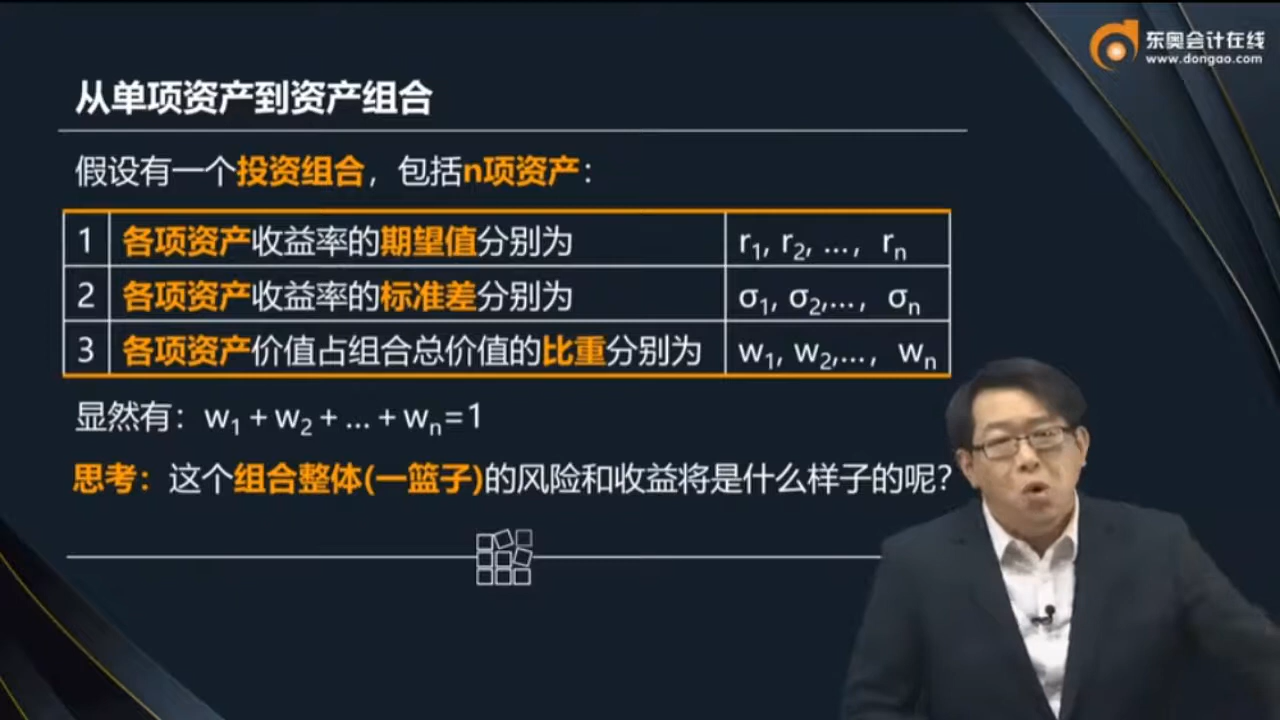 东奥会计在线
www.dongao.com
从单项资产到资产组合
假设有一个投资组合，包括n项资产：
1 各项资产收益率的期望值分别为 r₁, r₂, …, rₙ
2 各项资产收益率的标准差分别为 σ₁, σ₂,…, σₙ
3 各项资产价值占组合总价值的比重分别为 w₁, w₂,…, wₙ
显然有：w₁ + w₂ + … + wₙ=1
思考：这个组合整体(一篮子)的风险和收益将是什么样子的呢？